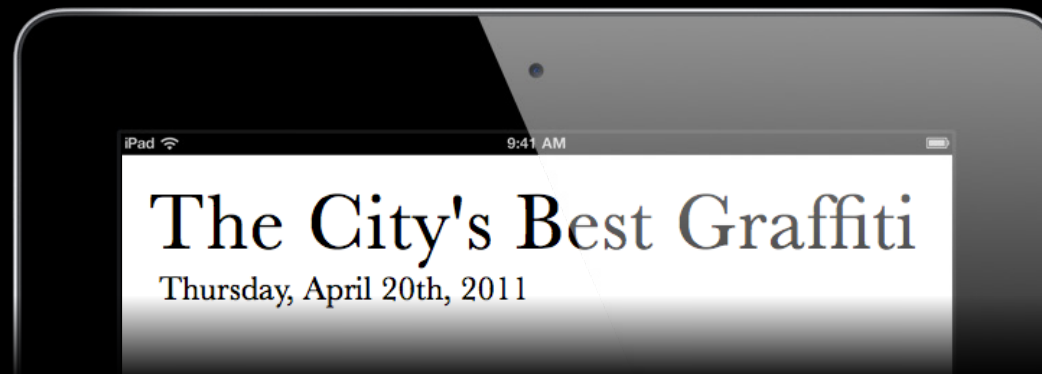 iPad 9:41 AM
The City's Best Graffiti
Thursday, April 20th, 2011